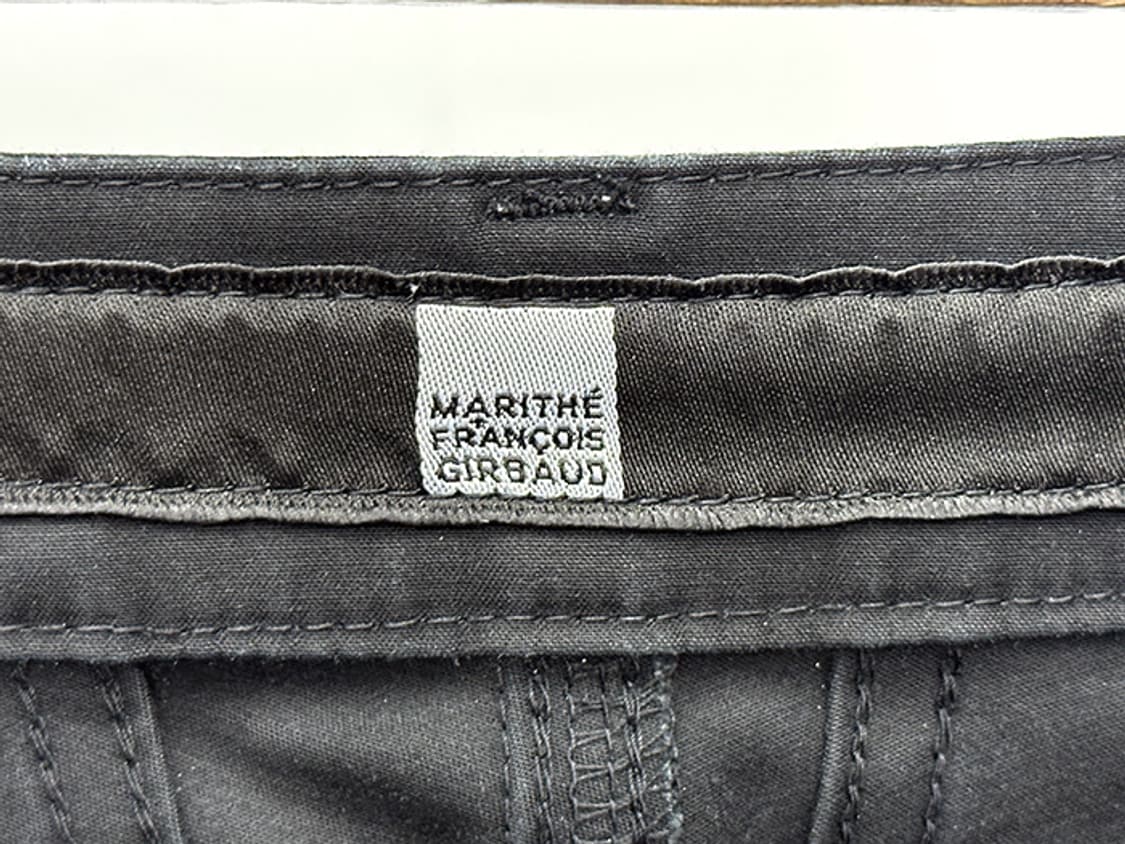 MARITHÉ
+
FRANÇOIS
GIRBAUD